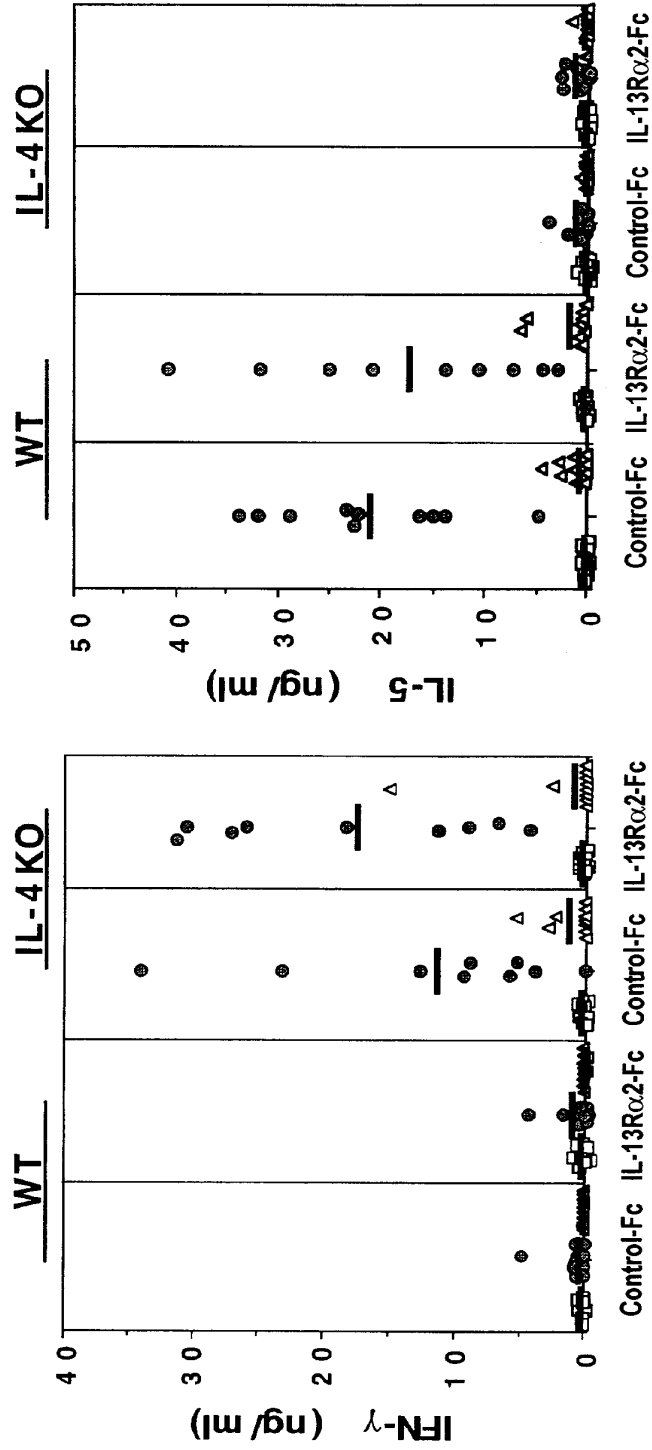 WT
IL-4 KO
IFN-γ (ng/ml)
40
30
20
10
0
Control-Fc
IL-13Rα2-Fc
Control-Fc
IL-13Rα2-Fc
WT
IL-4 KO
IL-5 (ng/ml)
50
40
30
20
10
0
Control-Fc
IL-13Rα2-Fc
Control-Fc
IL-13Rα2-Fc